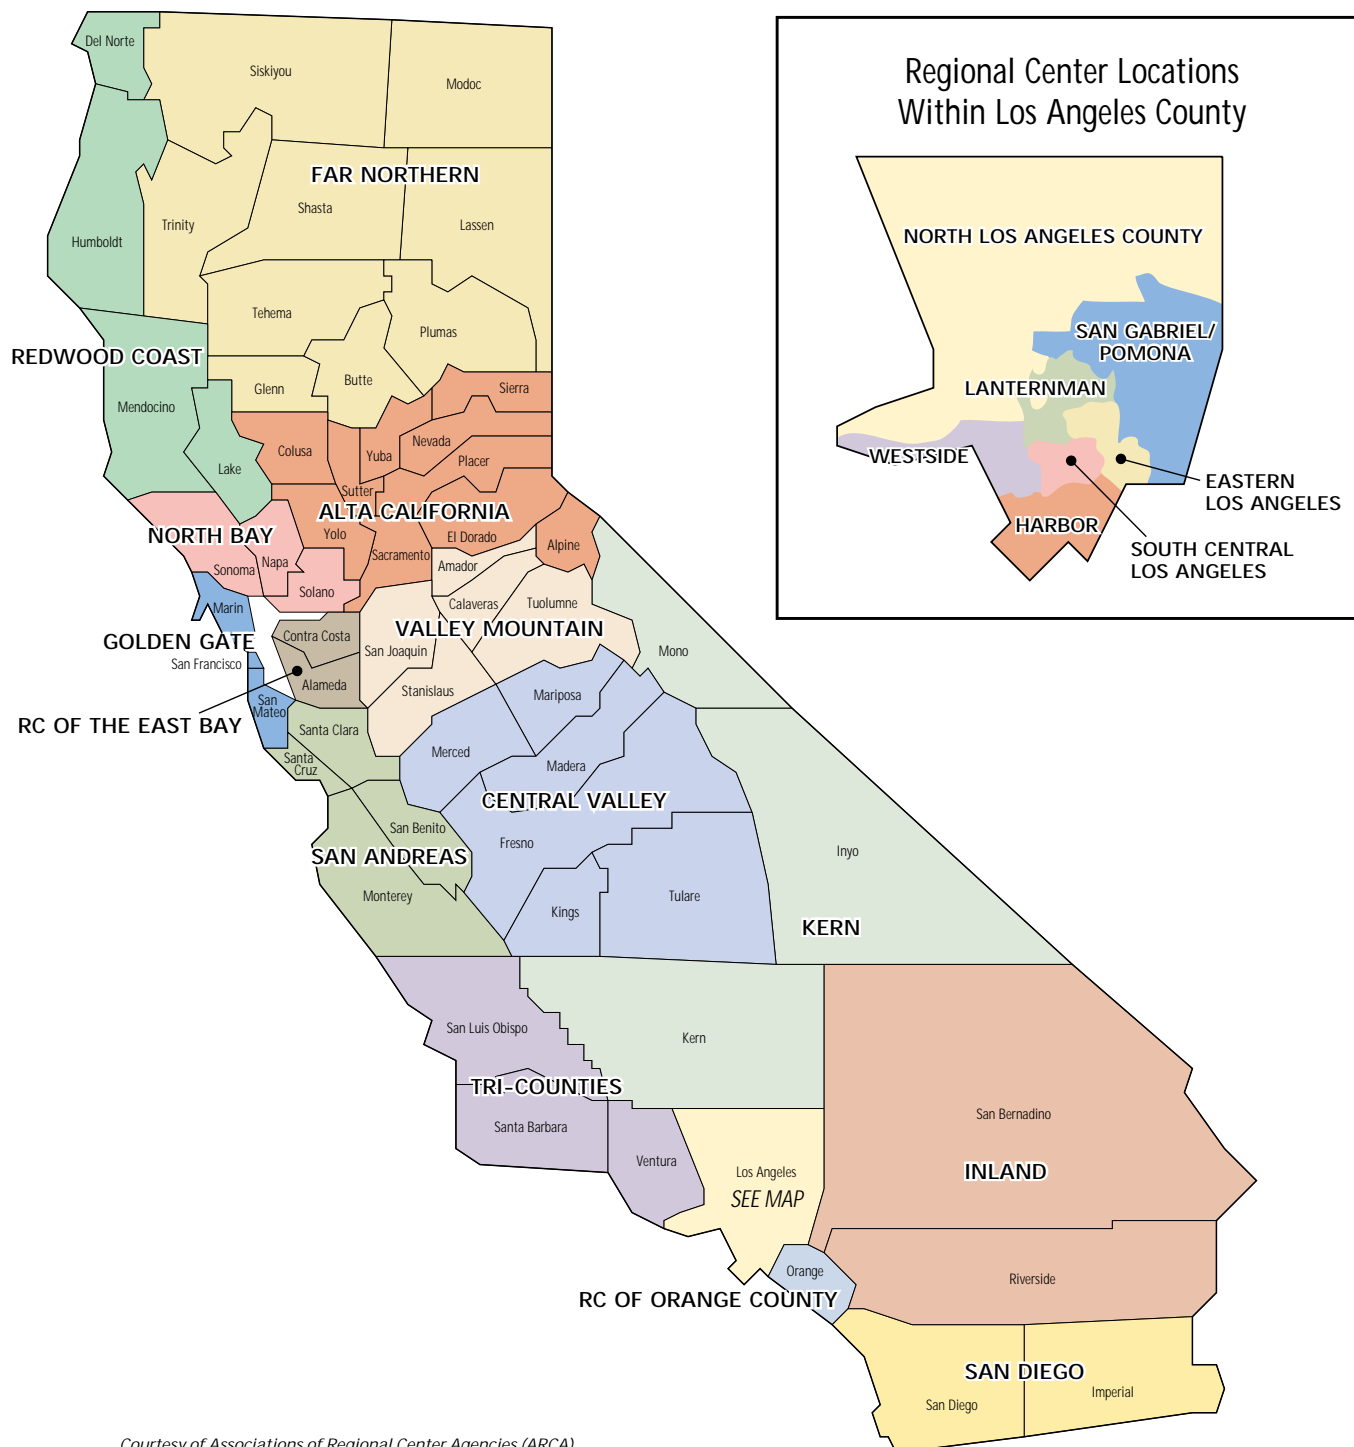 Regional Center Locations
Within Los Angeles County
NORTH LOS ANGELES COUNTY
SAN GABRIEL/
POMONA
LANTERNMAN
WESTSIDE
EASTERN
LOS ANGELES
HARBOR
SOUTH CENTRAL
LOS ANGELES
Del Norte
Siskiyou
Modoc
FAR NORTHERN
Shasta
Trinity
Lassen
Humboldt
Tehema
Plumas
REDWOOD COAST
Butte
Glenn
Sierra
Mendocino
Nevada
Colusa
Yuba
Placer
Lake
Sutter
ALTA CALIFORNIA
NORTH BAY
Yolo
El Dorado
Alpine
Sacramento
Napa
Amador
Sonoma
Solano
Calaveras
Tuolumne
Marin
VALLEY MOUNTAIN
Contra Costa
GOLDEN GATE
San Joaquin
Mono
San Francisco
Alameda
Stanislaus
Mariposa
San
Mateo
RC OF THE EAST BAY
Santa Clara
Merced
Santa
Cruz
Madera
CENTRAL VALLEY
San Benito
Fresno
Inyo
SAN ANDREAS
Monterey
Tulare
Kings
KERN
San Luis Obispo
Kern
TRI-COUNTIES
San Bernadino
Santa Barbara
Ventura
Los Angeles
SEE MAP
INLAND
Orange
Riverside
RC OF ORANGE COUNTY
SAN DIEGO
Imperial
San Diego
Courtesy of Associations of Regional Center Agencies (ARCA)